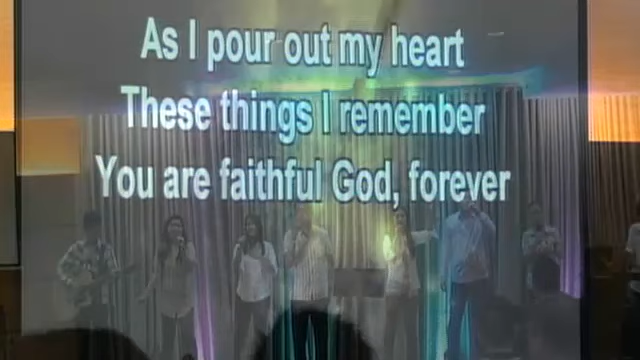 As I pour out my heart
These things I remember
You are faithful God, forever